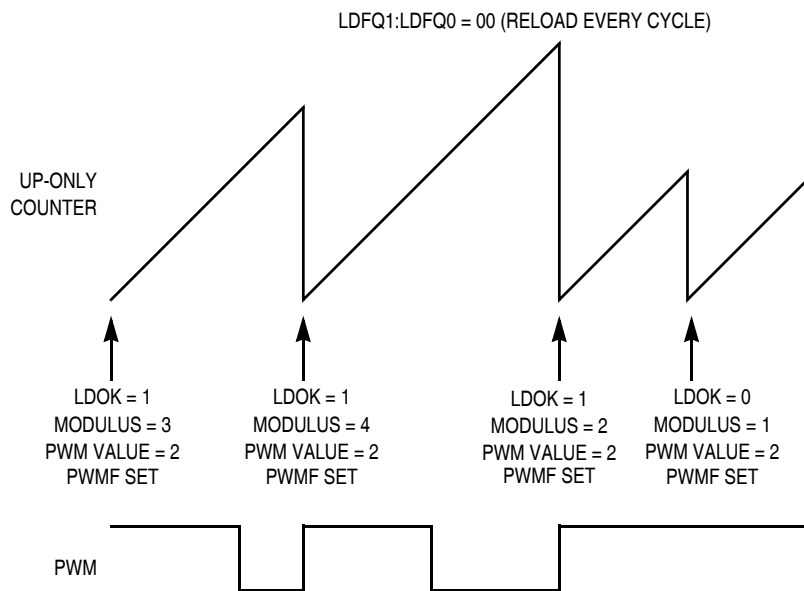 LDFQ1:LDFQ0 = 00 (RELOAD EVERY CYCLE)
UP-ONLY
COUNTER
LDOK = 1
MODULUS = 3
PWM VALUE = 2
PWMF SET
LDOK = 1
MODULUS = 4
PWM VALUE = 2
PWMF SET
LDOK = 1
MODULUS = 2
PWM VALUE = 2
PWMF SET
LDOK = 0
MODULUS = 1
PWM VALUE = 2
PWMF SET
PWM